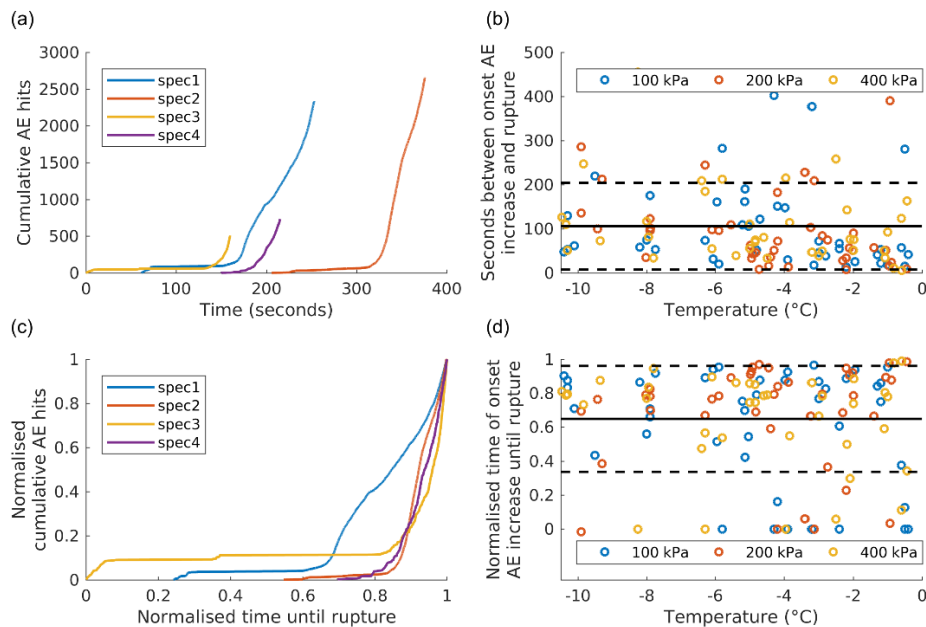 (a)
3000
2500
2000
1500
1000
500
0
Cumulative AE hits
spec1
spec2
spec3
spec4
0 100 200 300 400
Time (seconds)
(b)
500
400
300
200
100
0
Seconds between onset AE
increase and rupture
100 kPa 200 kPa 400 kPa
-10 -8 -6 -4 -2 0
Temperature (°C)
(c)
1
0.8
0.6
0.4
0.2
0
Normalised
cumulative AE hits
spec1
spec2
spec3
spec4
0 0.2 0.4 0.6 0.8 1
Normalised time until rupture
(d)
1
0.8
0.6
0.4
0.2
0
Normalised time of onset
AE increase until rupture
100 kPa 200 kPa 400 kPa
-10 -8 -6 -4 -2 0
Temperature (°C)